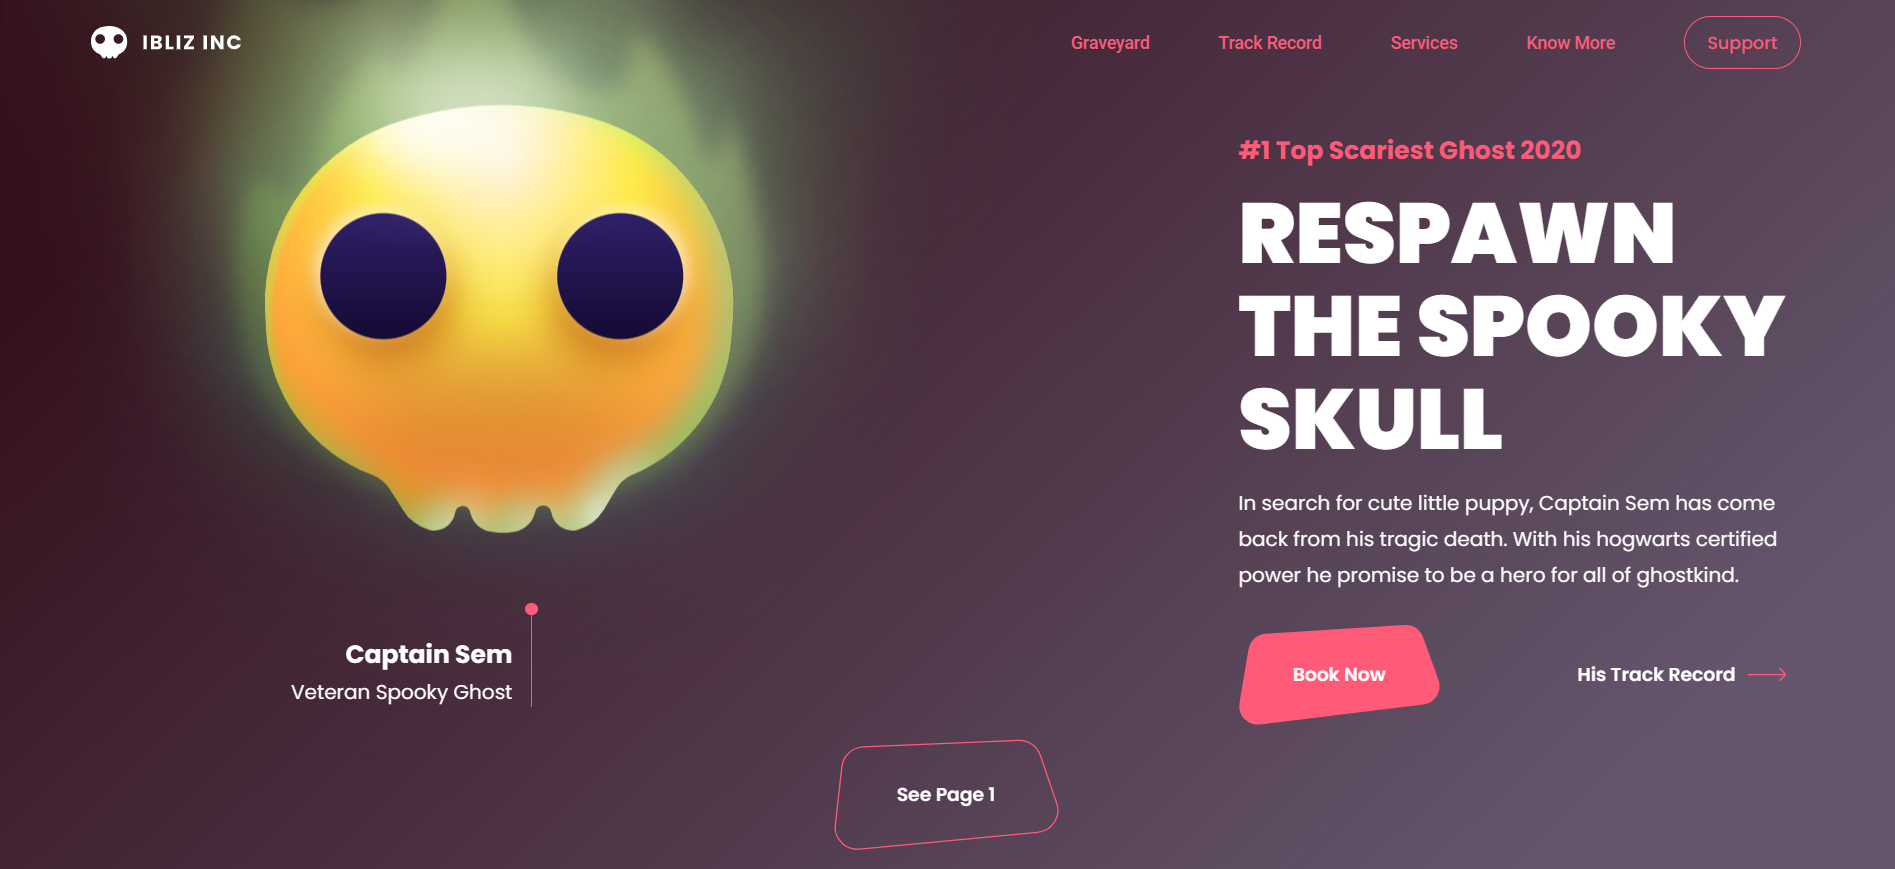 IBLIZ INC
Graveyard
Track Record
Services
Know More
Support
#1 Top Scariest Ghost 2020
RESPAWN
THE SPOOKY
SKULL
In search for cute little puppy, Captain Sem has come
back from his tragic death. With his hogwarts certified
power he promise to be a hero for all of ghostkind.
Book Now
His Track Record
Captain Sem
Veteran Spooky Ghost
See Page 1